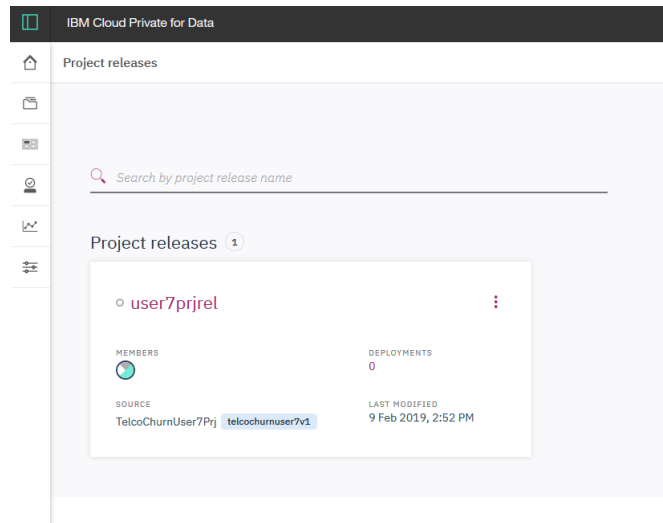 IBM Cloud Private for Data
Project releases
Search by project release name
Project releases 1
user7prjrel
MEMBERS
DEPLOYMENTS
0
SOURCE
TelcoChurnUser7Prj telcochurnuser7v1
LAST MODIFIED
9 Feb 2019, 2:52 PM